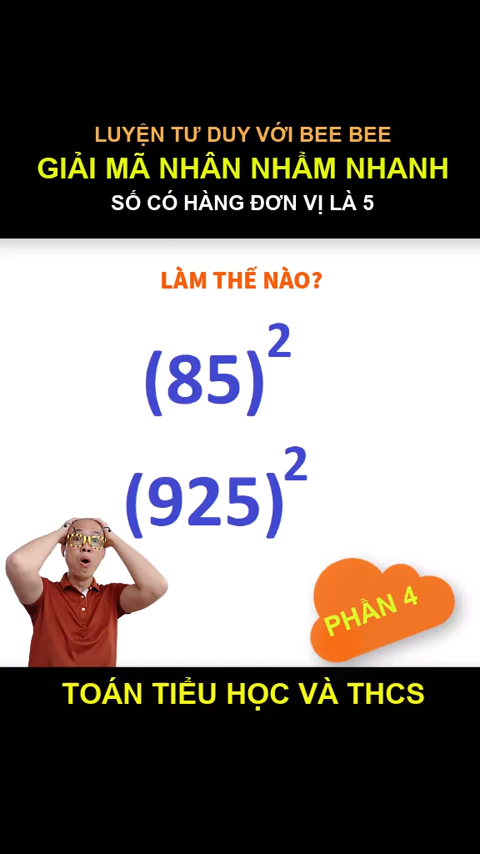 LUYỆN TƯ DUY VỚI BEE BEE
GIẢI MÃ NHÂN NHẨM NHANH
SỐ CÓ HÀNG ĐƠN VỊ LÀ 5
LÀM THẾ NÀO?
(85)²
(925)²
PHẦN 4
TOÁN TIỂU HỌC VÀ THCS